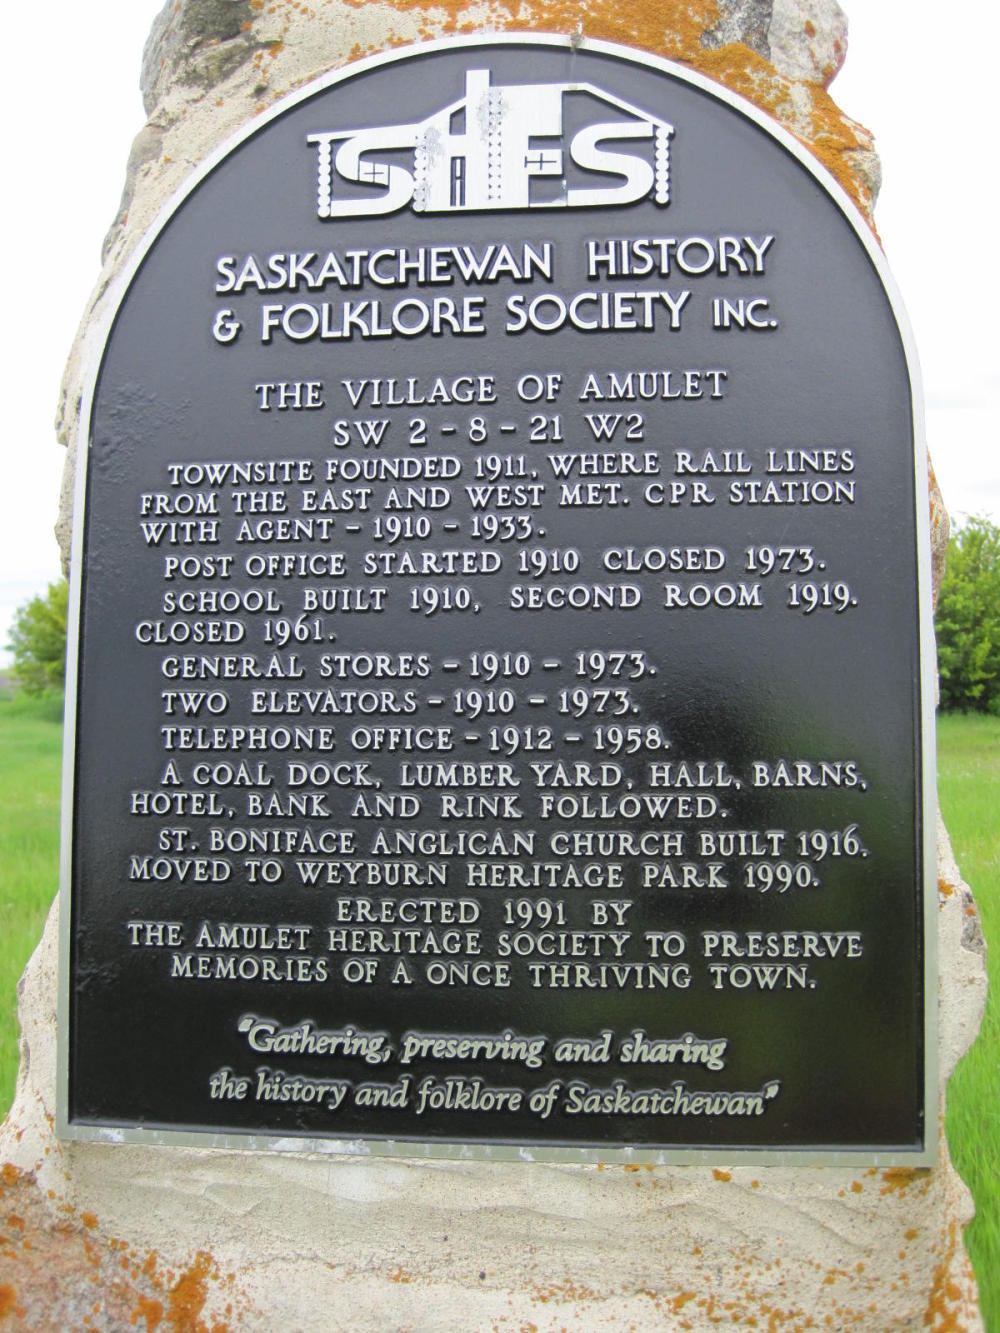 SHFS
SASKATCHEWAN HISTORY
& FOLKLORE SOCIETY INC.
THE VILLAGE OF AMULET
SW 2 - 8 - 21 W2
TOWNSITE FOUNDED 1911, WHERE RAIL LINES
FROM THE EAST AND WEST MET. CPR STATION
WITH AGENT - 1910 - 1933.
POST OFFICE STARTED 1910 CLOSED 1973.
SCHOOL BUILT 1910, SECOND ROOM 1919.
CLOSED 1961.
GENERAL STORES - 1910 - 1973.
TWO ELEVATORS - 1910 - 1973.
TELEPHONE OFFICE - 1912 - 1958.
A COAL DOCK, LUMBER YARD, HALL, BARNS,
HOTEL, BANK AND RINK FOLLOWED.
ST. BONIFACE ANGLICAN CHURCH BUILT 1916.
MOVED TO WEYBURN HERITAGE PARK 1990.
ERECTED 1991 BY
THE AMULET HERITAGE SOCIETY TO PRESERVE
MEMORIES OF A ONCE THRIVING TOWN.
"Gathering, preserving and sharing
the history and folklore of Saskatchewan"